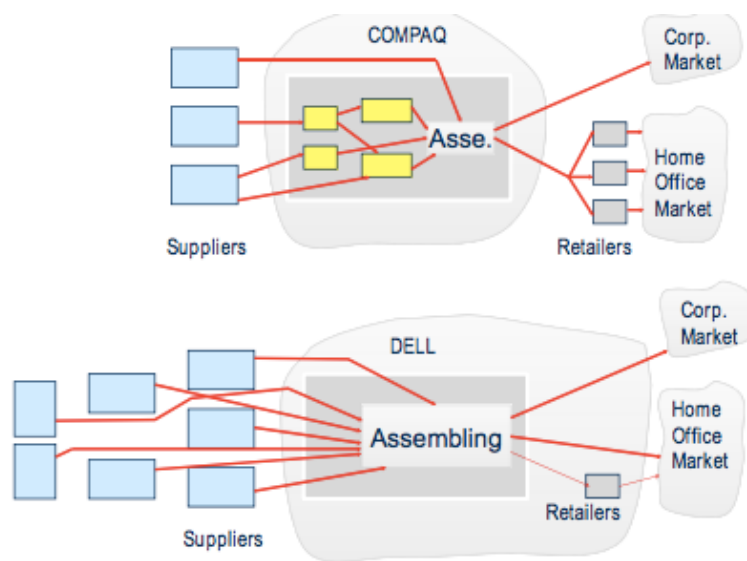 COMPAQ
Corp.
Market
Asse.
Home
Office
Market
Suppliers
Retailers
DELL
Corp.
Market
Assembling
Home
Office
Market
Retailers
Suppliers